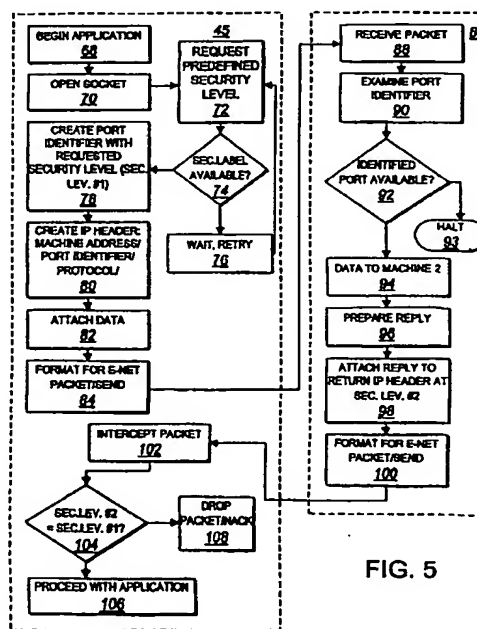 BEGIN APPLICATION
68
OPEN SOCKET
70
45
REQUEST
PREDEFINED
SECURITY
LEVEL
72
SEC.LABEL
AVAILABLE?
74
WAIT, RETRY
76
CREATE PORT
IDENTIFIER WITH
REQUESTED
SECURITY LEVEL (SEC.
LEV. #1)
78
CREATE IP HEADER:
MACHINE ADDRESS/
PORT IDENTIFIER/
PROTOCOL/
80
ATTACH DATA
82
FORMAT FOR E-NET
PACKET/SEND
84
RECEIVE PACKET
88
EXAMINE PORT
IDENTIFIER
90
IDENTIFIED
PORT AVAILABLE?
92
HALT
93
DATA TO MACHINE 2
94
PREPARE REPLY
96
ATTACH REPLY TO
RETURN IP HEADER AT
SEC. LEV. #2
98
FORMAT FOR E-NET
PACKET/SEND
100
INTERCEPT PACKET
102
SEC.LEV. #2
= SEC.LEV. #1?
104
DROP
PACKET/NACK
108
PROCEED WITH APPLICATION
106
FIG. 5